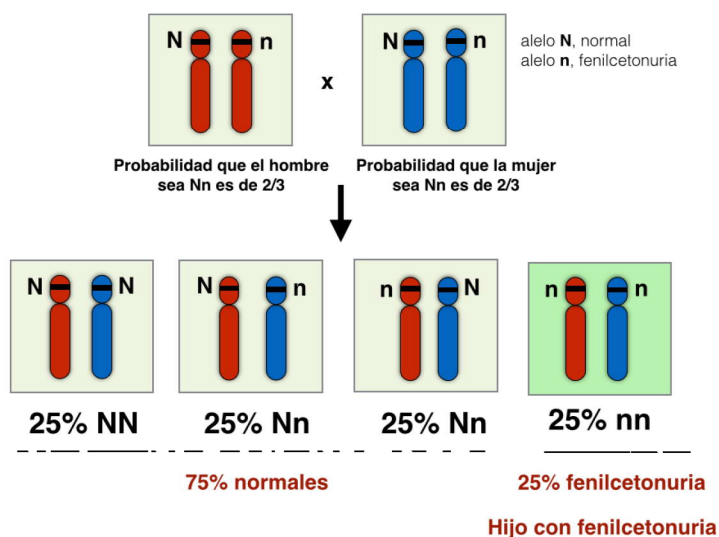 N n
x
N n
alelo N, normal
alelo n, fenilcetonuria
Probabilidad que el hombre
sea Nn es de 2/3
Probabilidad que la mujer
sea Nn es de 2/3
N N
N n
n N
n n
25% NN
25% Nn
25% Nn
25% nn
75% normales
25% fenilcetonuria
Hijo con fenilcetonuria